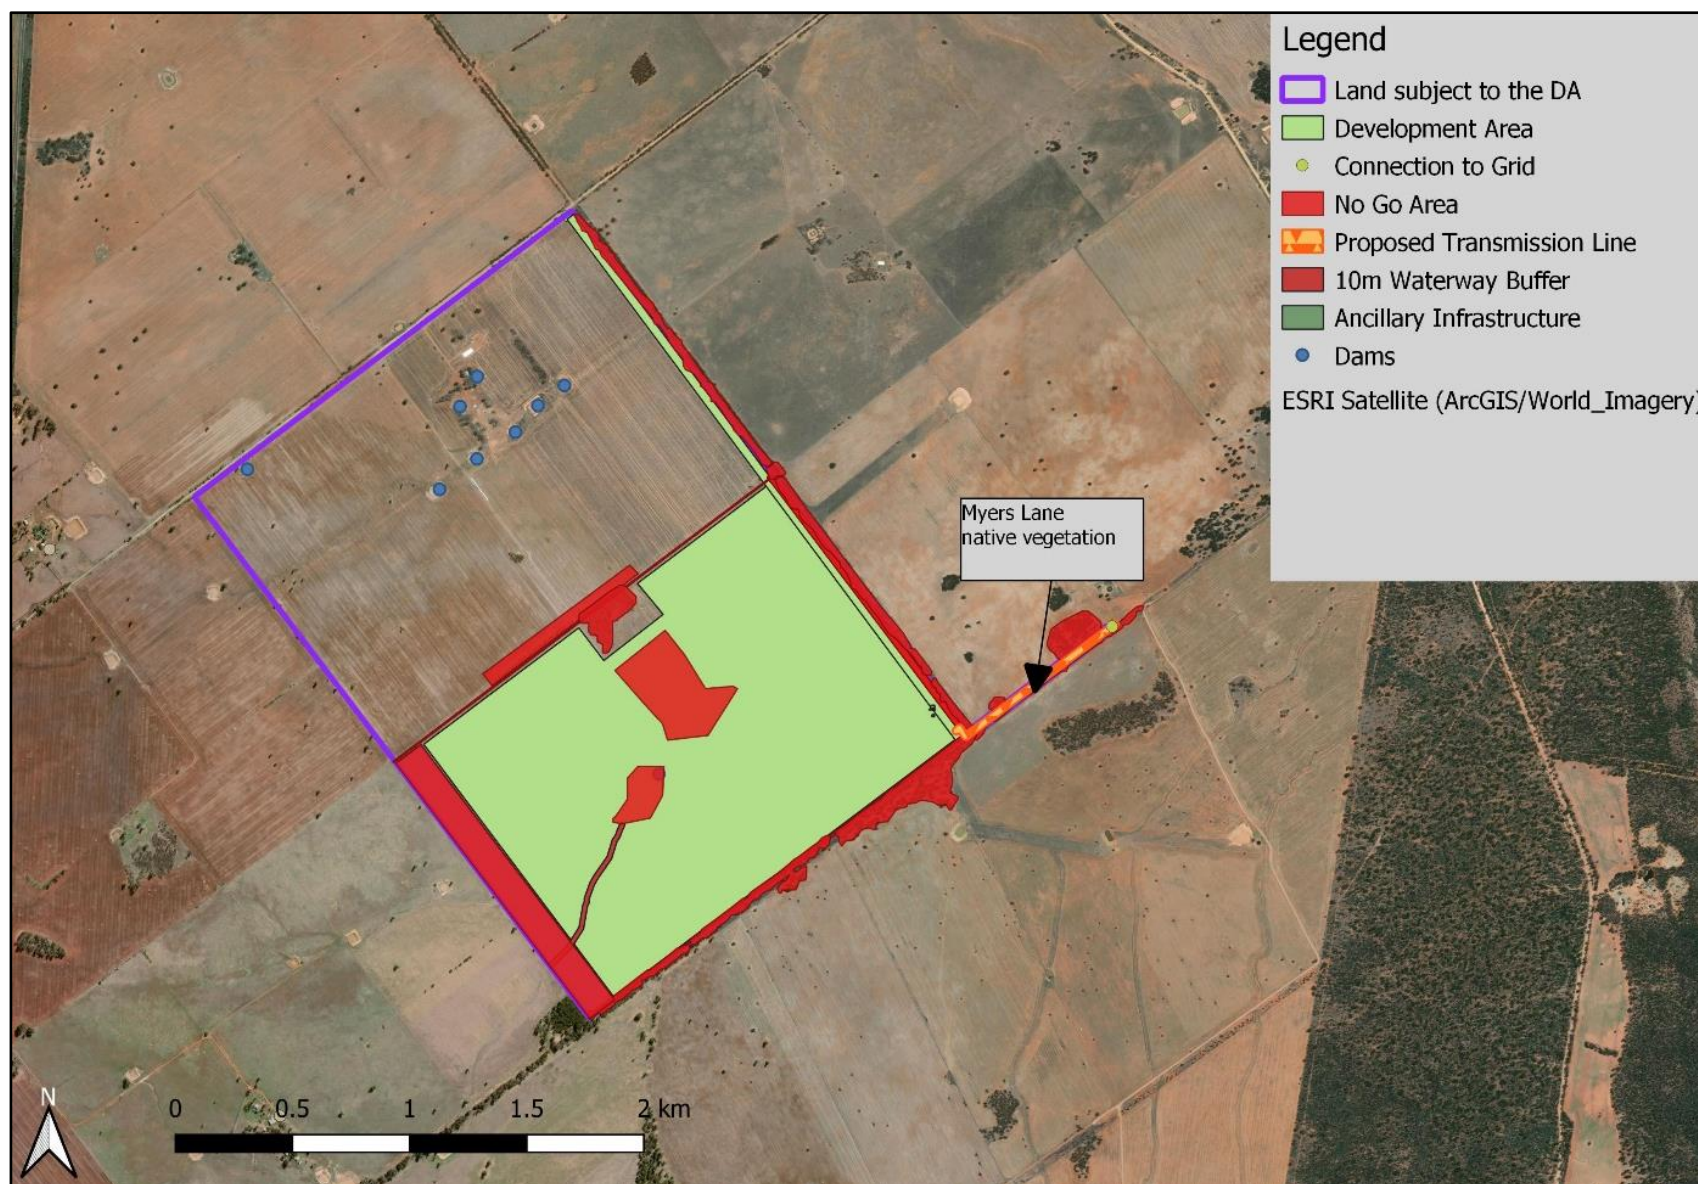 Legend
Land subject to the DA
Development Area
Connection to Grid
No Go Area
Proposed Transmission Line
10m Waterway Buffer
Ancillary Infrastructure
Dams
ESRI Satellite (ArcGIS/World_Imagery)
Myers Lane
native vegetation
N
0 0.5 1 1.5 2 km